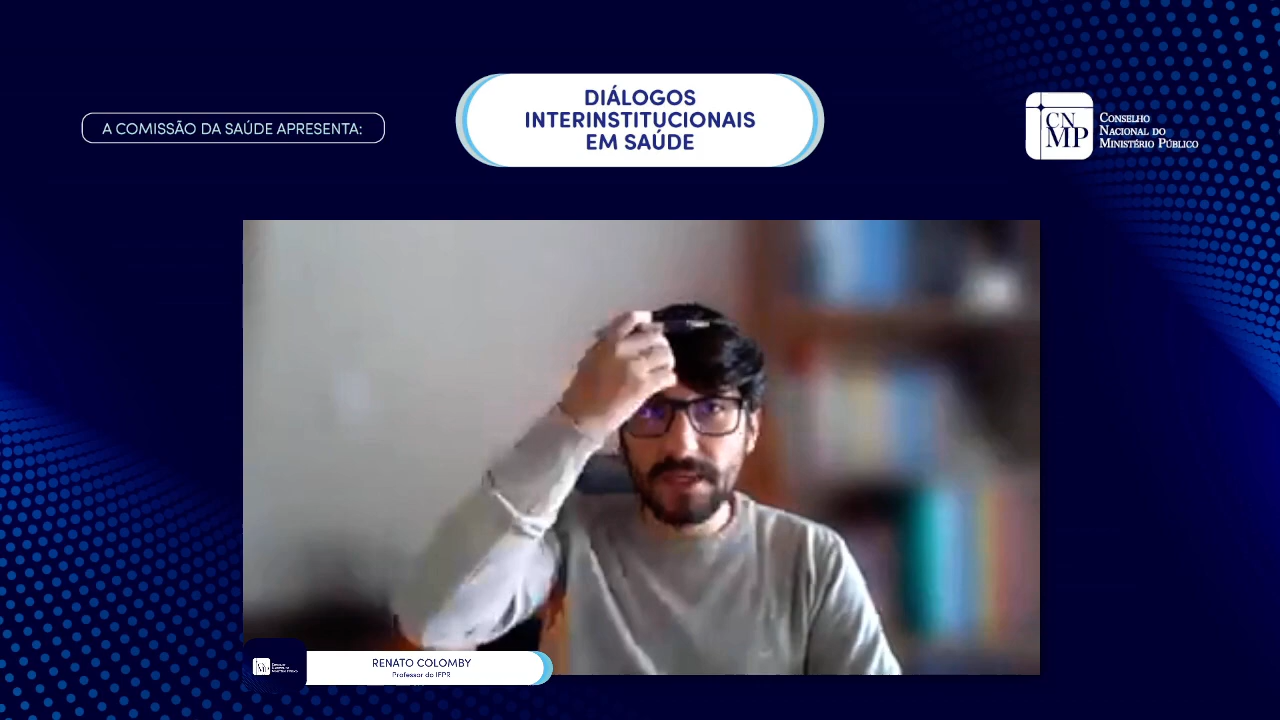 A COMISSÃO DA SAÚDE APRESENTA:
DIÁLOGOS
INTERINSTITUCIONAIS
EM SAÚDE
CN
MP
CONSELHO
NACIONAL DO
MINISTÉRIO PÚBLICO
RENATO COLOMBY
Professor do IFPR